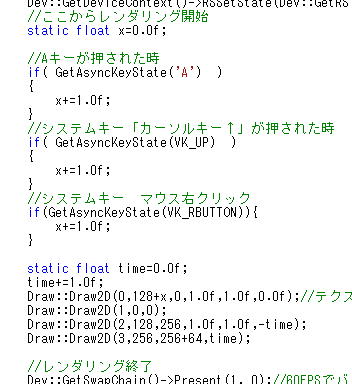 Dev::GetDeviceContext()->RSSetState(Dev::GetRS
//ここからレンダリング開始
static float x=0.0f;
//Aキーが押された時
if( GetAsyncKeyState('A')  )
{
x+=1.0f;
}
//システムキー「カーソルキー↑」が押された時
if( GetAsyncKeyState(VK_UP)  )
{
x+=1.0f;
}
//システムキー　マウス右クリック
if(GetAsyncKeyState(VK_RBUTTON)){
x+=1.0f;
}
static float time=0.0f;
time+=1.0f;
Draw::Draw2D(0,128+x,0,1.0f,1.0f,0.0f);//テクス
Draw::Draw2D(1,0,0);
Draw::Draw2D(2,128,256,1.0f,1.0f,-time);
Draw::Draw2D(3,256,256+64,time);
//レンダリング終了
Dev::GetSwapChain()->Present(1, 0);//60FPSでバ